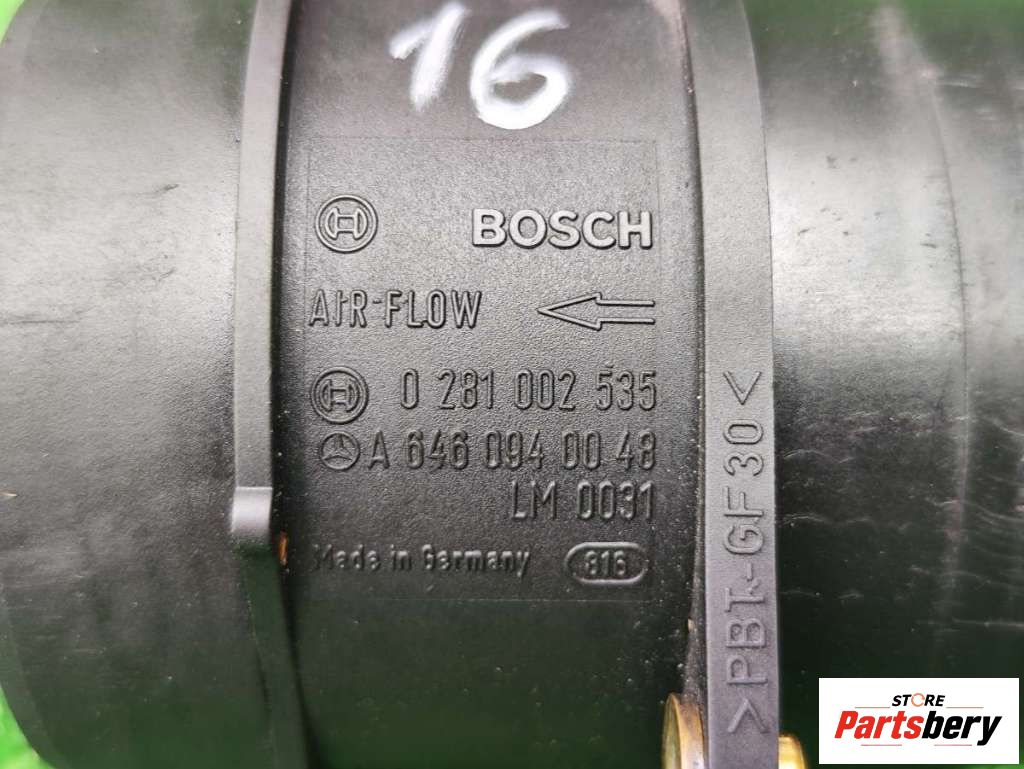 16
BOSCH
AIR-FLOW
0 281 002 535
A 646 094 00 48
LM 0031
Made in Germany 816
>PBT-GF30<
STORE
Partsbery